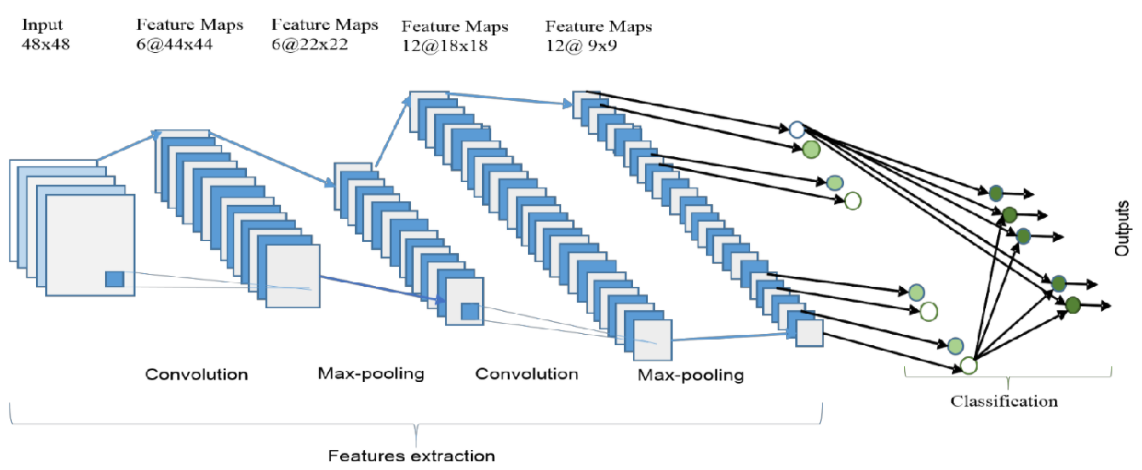 Input
48x48
Feature Maps
6@44x44
Feature Maps
6@22x22
Feature Maps
12@18x18
Feature Maps
12@ 9x9
Outputs
Convolution
Max-pooling
Convolution
Max-pooling
Classification
Features extraction